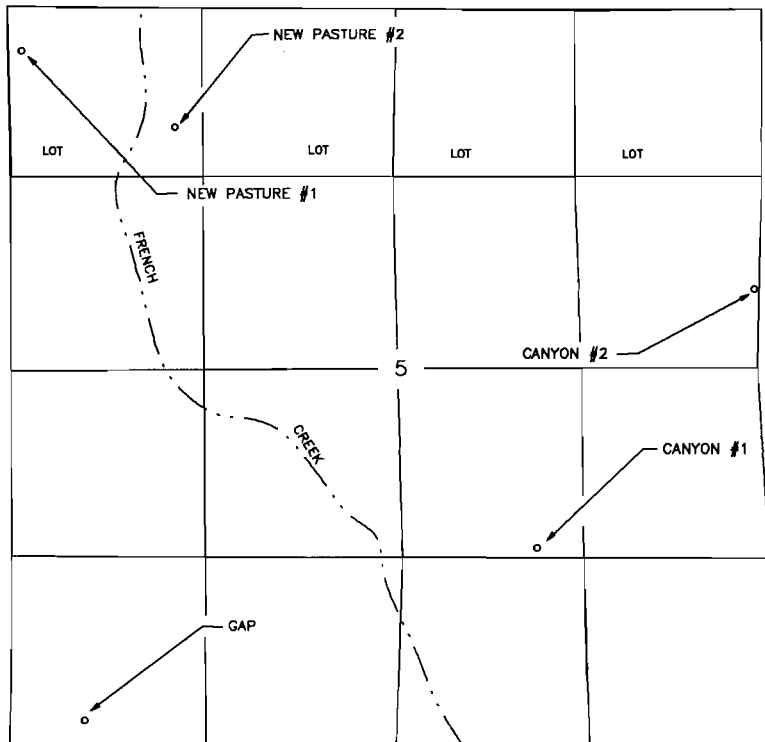 NEW PASTURE #2
LOT
LOT
LOT
LOT
NEW PASTURE #1
FRENCH
CANYON #2
5
CREEK
CANYON #1
GAP